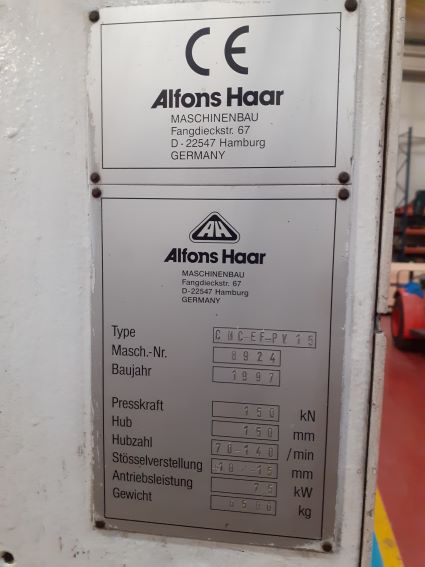 CE
Alfons Haar
MASCHINENBAU
Fangdieckstr. 67
D - 22547 Hamburg
GERMANY
AH
Alfons Haar
MASCHINENBAU
Fangdieckstr. 67
D-22547 Hamburg
GERMANY
Type CNC-EF-PV 15
Masch.-Nr. 8924
Baujahr 1997
Presskraft 150 kN
Hub 150 mm
Hubzahl 70-140 /min
Stösselverstellung mm
Antriebsleistung kW
Gewicht 6500 kg